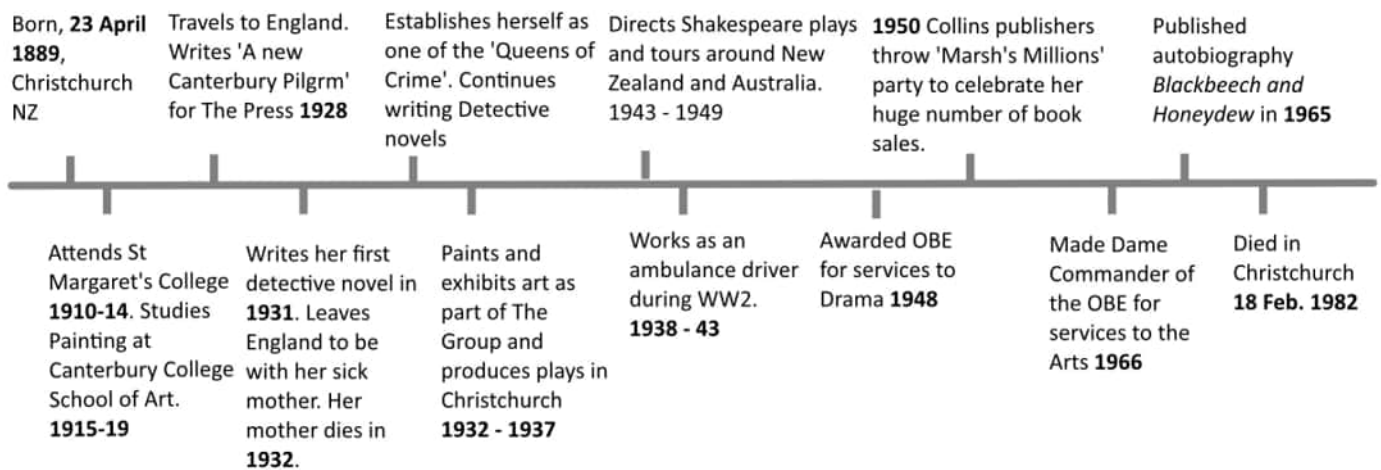 Born, 23 April
1889,
Christchurch
NZ
Travels to England.
Writes 'A new
Canterbury Pilgrm'
for The Press 1928
Establishes herself as
one of the 'Queens of
Crime'. Continues
writing Detective
novels
Directs Shakespeare plays
and tours around New
Zealand and Australia.
1943 - 1949
1950 Collins publishers
throw 'Marsh's Millions'
party to celebrate her
huge number of book
sales.
Published
autobiography
Blackbeech and
Honeydew in 1965
Attends St
Margaret's College
1910-14. Studies
Painting at
Canterbury College
School of Art.
1915-19
Writes her first
detective novel in
1931. Leaves
England to be
with her sick
mother. Her
mother dies in
1932.
Paints and
exhibits art as
part of The
Group and
produces plays in
Christchurch
1932 - 1937
Works as an
ambulance driver
during WW2.
1938 - 43
Awarded OBE
for services to
Drama 1948
Made Dame
Commander of
the OBE for
services to the
Arts 1966
Died in
Christchurch
18 Feb. 1982